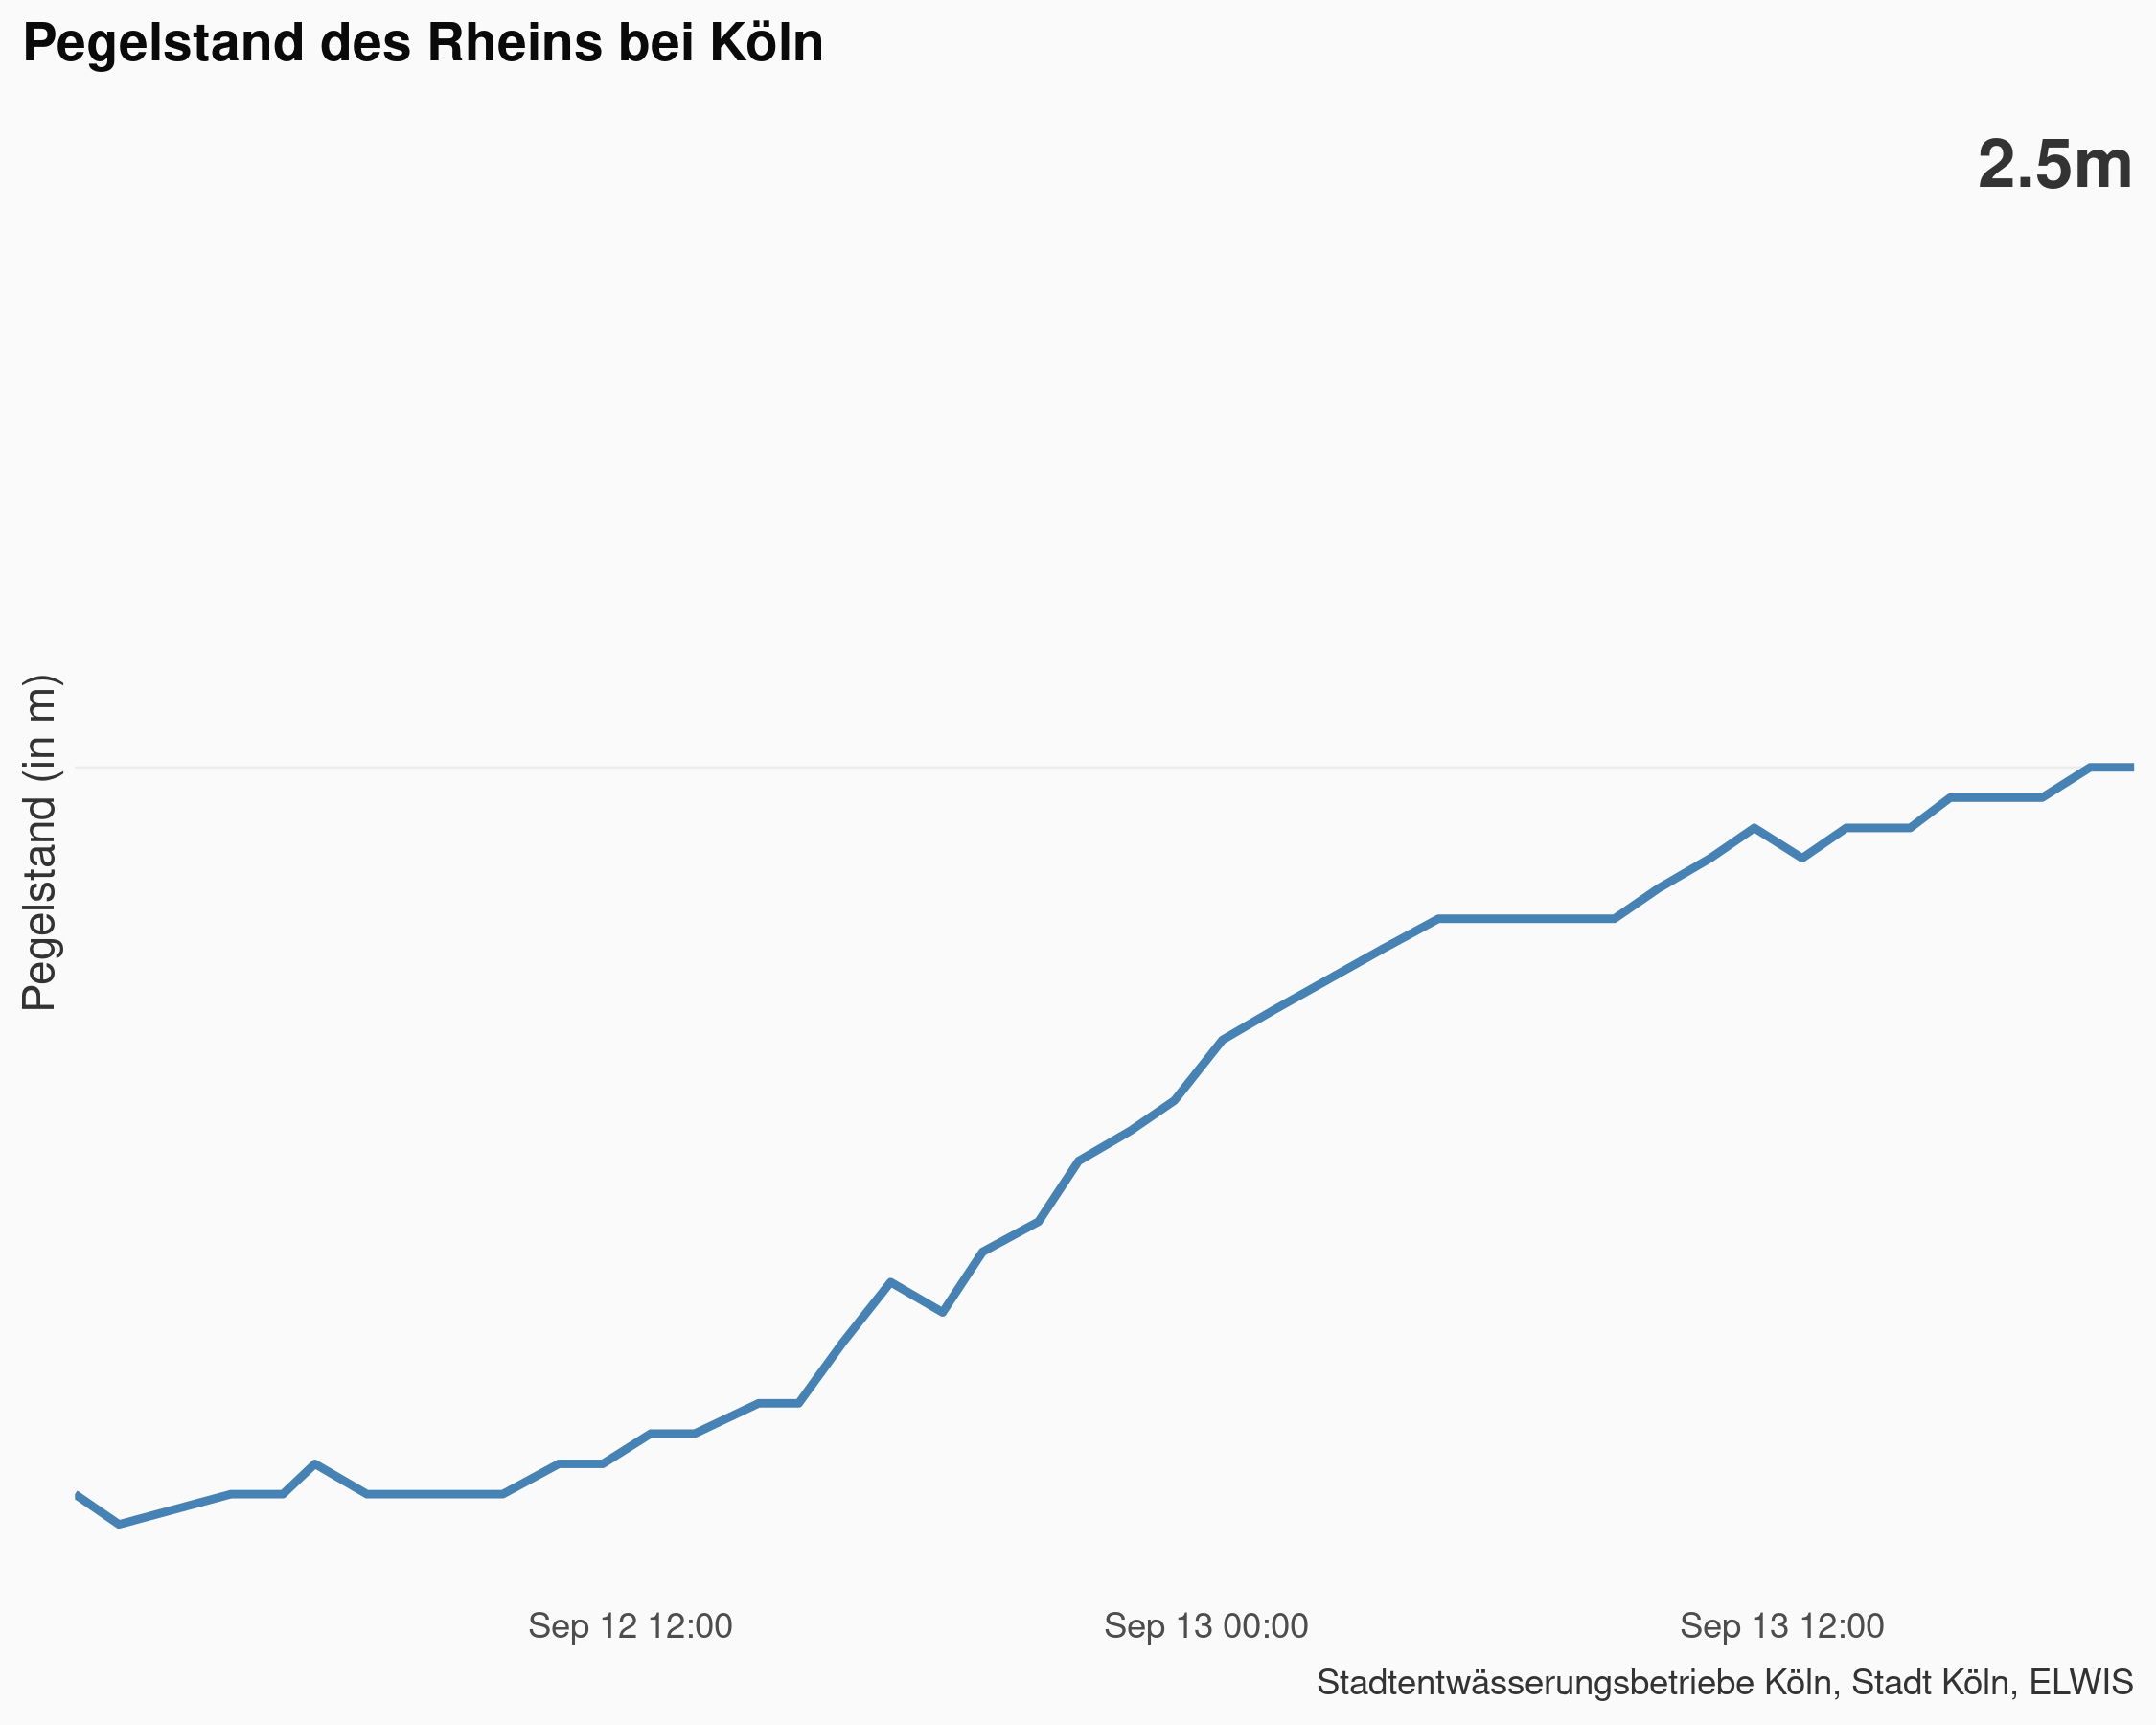 Pegelstand des Rheins bei Köln
2.5m
Pegelstand (in m)
Sep 12 12:00
Sep 13 00:00
Sep 13 12:00
Stadtentwässerungsbetriebe Köln, Stadt Köln, ELWIS